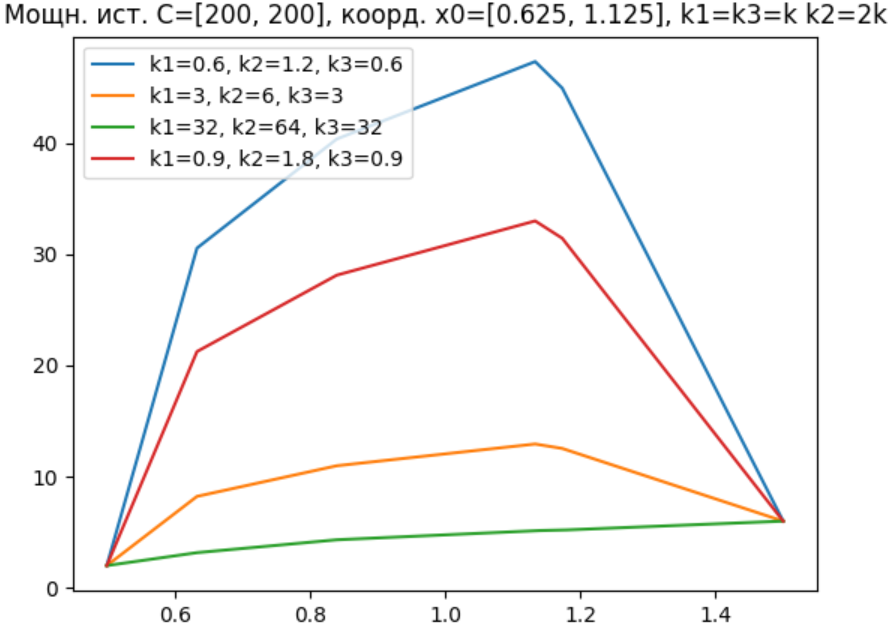 Мощн. ист. C=[200, 200], коорд. x0=[0.625, 1.125], k1=k3=k k2=2k
k1=0.6, k2=1.2, k3=0.6
k1=3, k2=6, k3=3
k1=32, k2=64, k3=32
k1=0.9, k2=1.8, k3=0.9
40
30
20
10
0
0.6 0.8 1.0 1.2 1.4